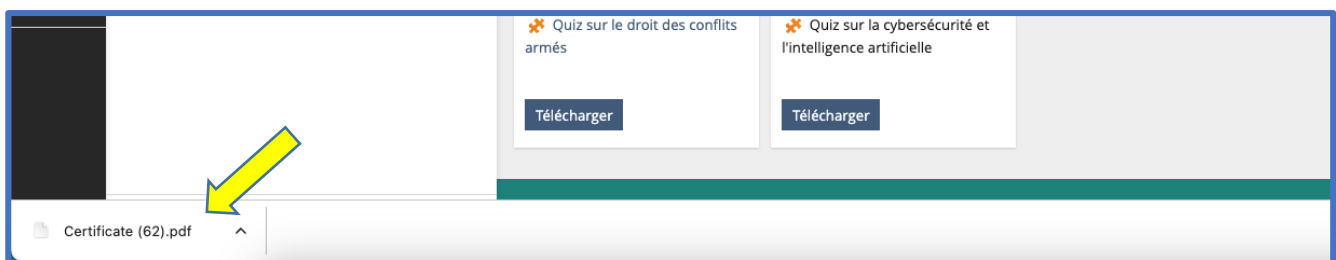 Quiz sur le droit des conflits
armés
Quiz sur la cybersécurité et
l'intelligence artificielle
Télécharger
Télécharger
Certificate (62).pdf